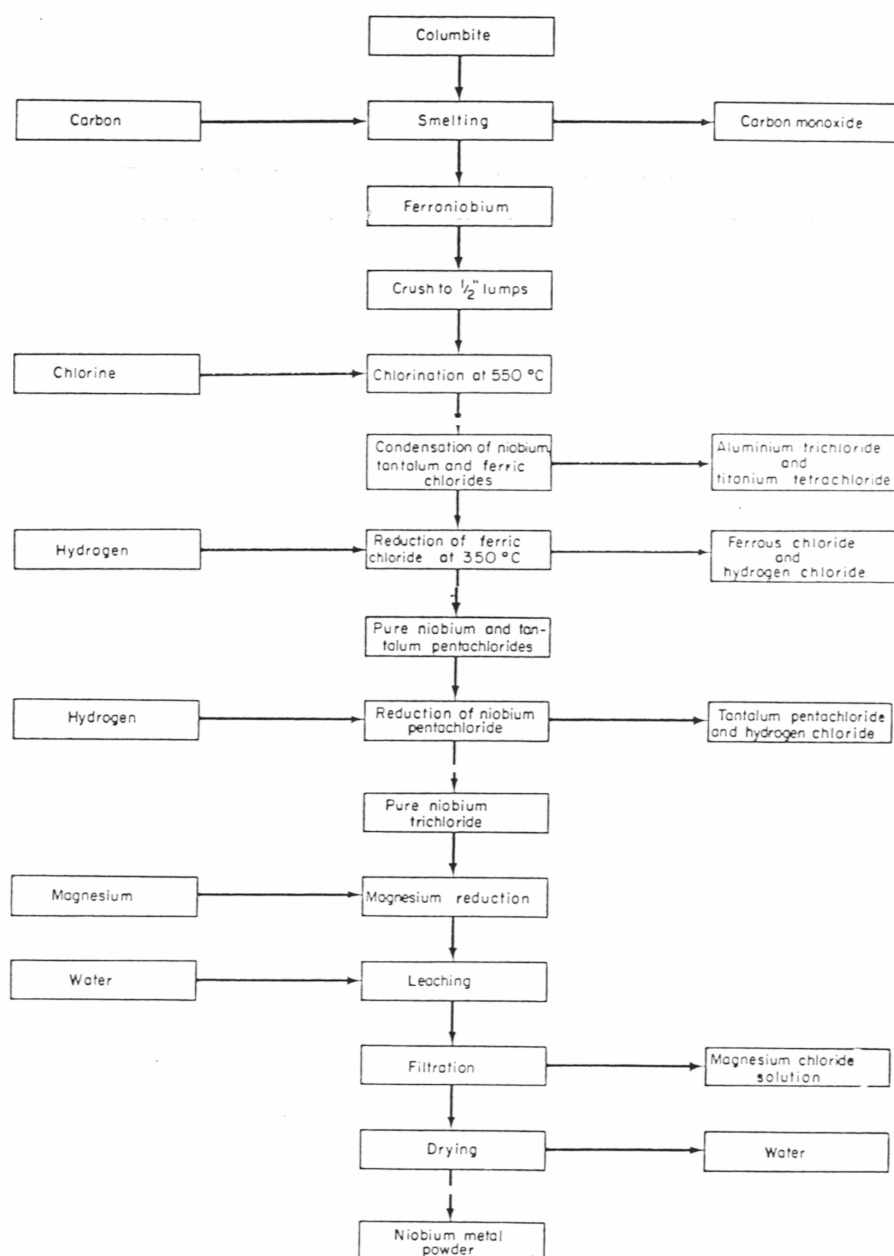 Columbite
Carbon
Smelting
Carbon monoxide
Ferroniobium
Crush to 1/2" lumps
Chlorine
Chlorination at 550 °C
Condensation of niobium,
tantalum and ferric
chlorides
Aluminium trichloride
and
titanium tetrachloride
Hydrogen
Reduction of ferric
chloride at 350 °C
Ferrous chloride
and
hydrogen chloride
Pure niobium and tan-
talum pentachlorides
Hydrogen
Reduction of niobium
pentachloride
Tantalum pentachloride
and hydrogen chloride
Pure niobium
trichloride
Magnesium
Magnesium reduction
Water
Leaching
Filtration
Magnesium chloride
solution
Drying
Water
Niobium metal
powder